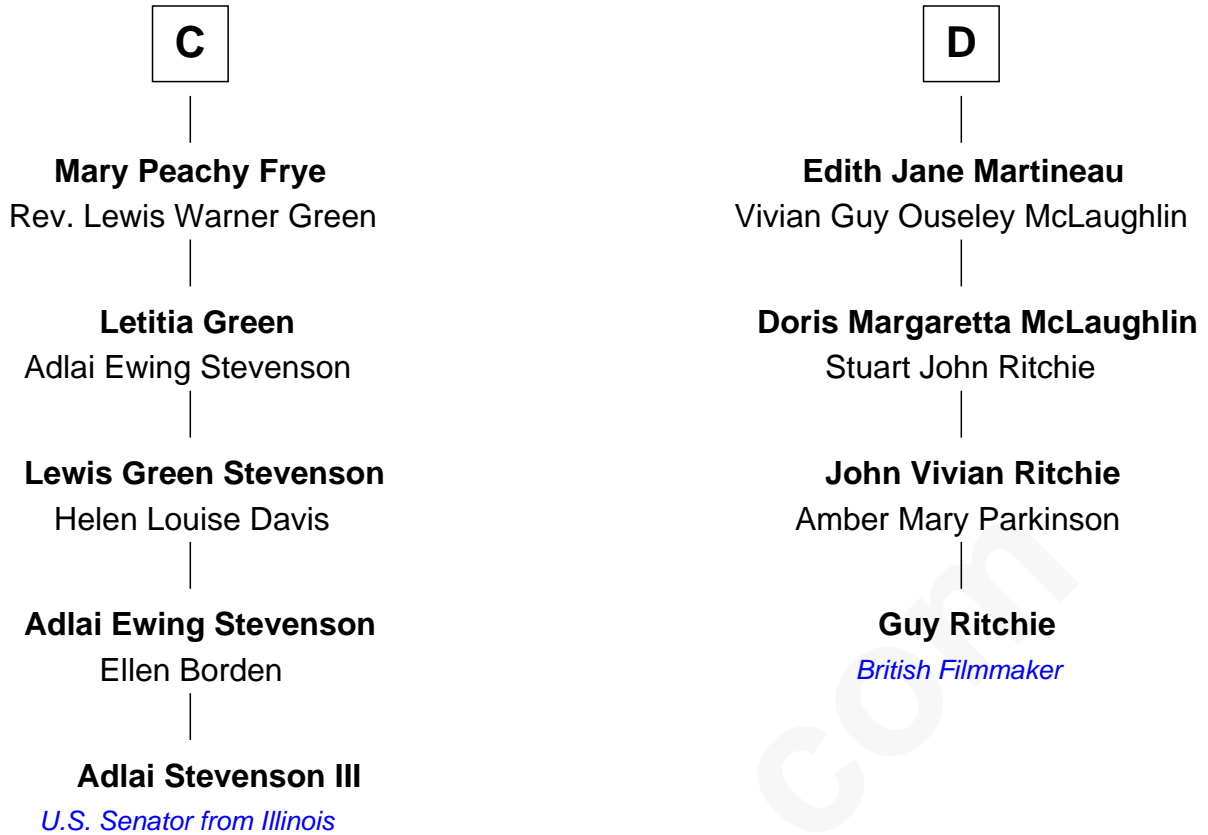 C
Mary Peachy Frye
Rev. Lewis Warner Green
Letitia Green
Adlai Ewing Stevenson
Lewis Green Stevenson
Helen Louise Davis
Adlai Ewing Stevenson
Ellen Borden
Adlai Stevenson III
U.S. Senator from Illinois
D
Edith Jane Martineau
Vivian Guy Ouseley McLaughlin
Doris Margaretta McLaughlin
Stuart John Ritchie
John Vivian Ritchie
Amber Mary Parkinson
Guy Ritchie
British Filmmaker
com